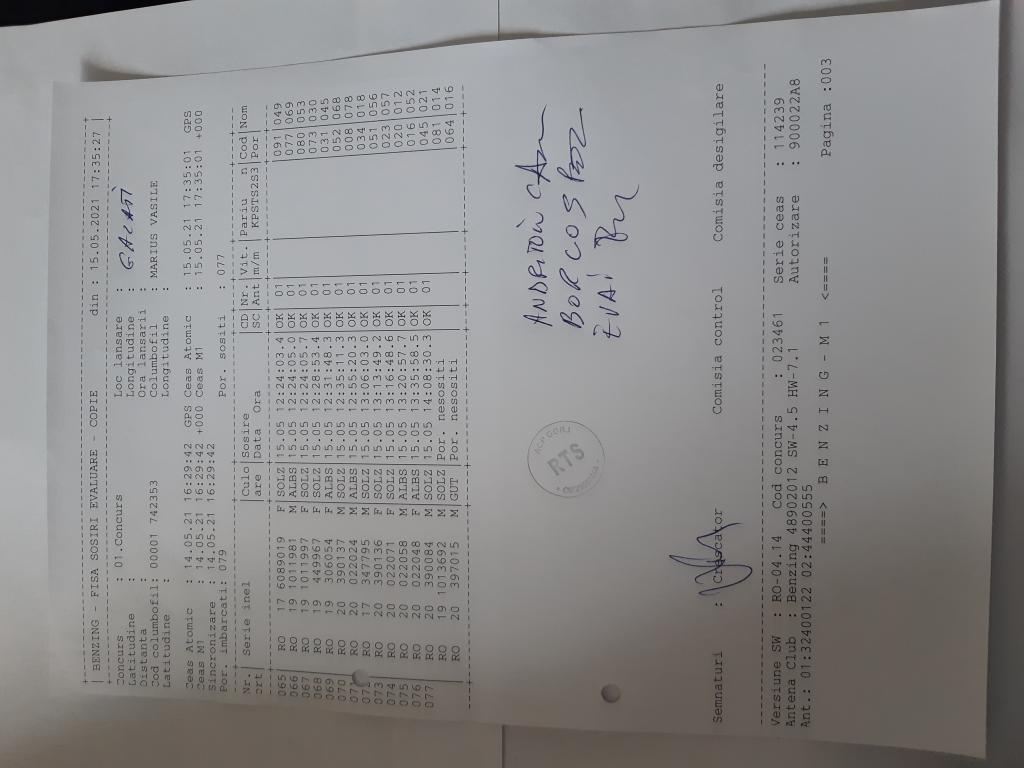 BENZING - FISA SOSIRI EVALUARE - COPIE din : 15.05.2021 17:35:27
Concurs : 01.Concurs Loc lansare : GALATI
Latitudine : Longitudine :
Distanta : Ora lansarii :
Cod columbofil: 00001 742353 Columbofil : MARIUS VASILE
Latitudine : Longitudine :
Ceas Atomic : 14.05.21 16:29:42 GPS Ceas Atomic : 15.05.21 17:35:01 GPS
Ceas M1 : 14.05.21 16:29:42 +000 Ceas M1 : 15.05.21 17:35:01 +000
Sincronizare : 14.05.21 16:29:42
Por. imbarcati: 079 Por. sositi : 077
Nr. Serie inel Culo Sosire CD Nr. Vit. Pariu n Cod Nom
crt are Data Ora SC Ant m/m KPSTS2S3 Por
065 RO 17 6089019 F SOLZ 15.05 12:24:03.4 OK 01 091 049
066 RO 19 1011981 M ALBS 15.05 12:24:05.0 OK 01 077 069
067 RO 19 1011997 F SOLZ 15.05 12:24:05.7 OK 01 080 053
068 RO 19 449967 F SOLZ 15.05 12:28:53.4 OK 01 073 030
069 RO 19 306054 F ALBS 15.05 12:31:48.3 OK 01 031 045
070 RO 20 390137 M SOLZ 15.05 12:35:11.3 OK 01 052 068
071 RO 20 022024 M ALBS 15.05 12:55:20.3 OK 01 008 078
RO 17 347795 M SOLZ 15.05 13:06:03.9 OK 01 034 018
073 RO 20 390136 F SOLZ 15.05 13:13:49.2 OK 01 051 056
074 RO 20 022071 F SOLZ 15.05 13:16:48.6 OK 01 023 057
075 RO 20 022058 M ALBS 15.05 13:20:57.7 OK 01 020 012
076 RO 20 022048 F ALBS 15.05 13:35:58.5 OK 01 016 052
077 RO 20 390084 M SOLZ 15.05 14:08:30.3 OK 01 045 021
RO 19 1013692 M SOLZ Por. nesositi 081 014
RO 20 397015 M GUT Por. nesositi 064 016
BORCOS
RTS
Semnaturi : Crescator Comisia control Comisia desigilare
Versiune SW : RO-04.14 Cod concurs : 023461 Serie ceas : 114239
Antena Club : Benzing 48902012 SW-4.5 HW-7.1 Autorizare : 900022A8
Ant.: 01:32400122 02:44400555
====> B E N Z I N G - M 1 <==== Pagina :003